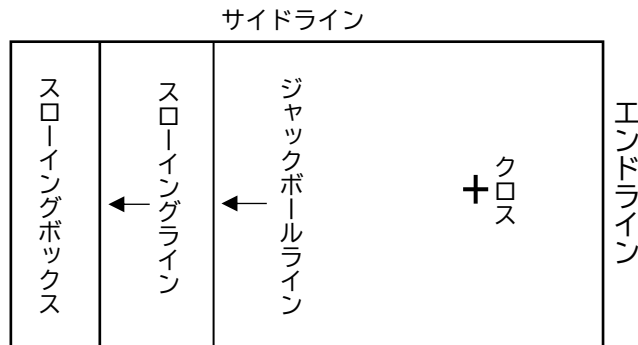 サイドライン
スローイングボックス
スローイングライン
ジャックボールライン
クロス
エンドライン